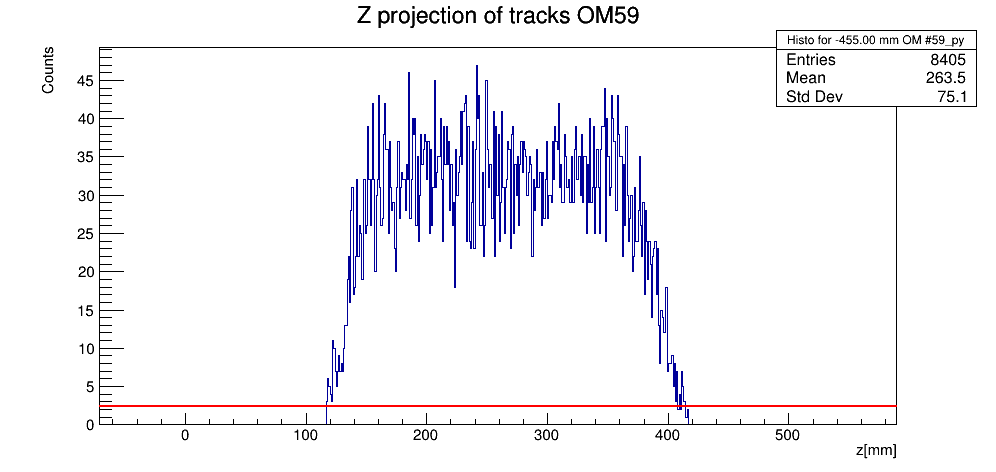 Z projection of tracks OM59
Histo for -455.00 mm OM #59_py
Entries 8405
Mean 263.5
Std Dev 75.1
Counts
45
40
35
30
25
20
15
10
5
0
0 100 200 300 400 500
z[mm]